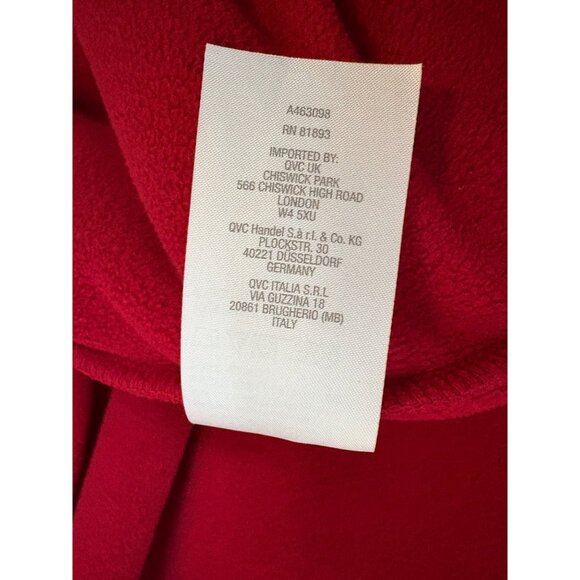 A463098
RN 81893
IMPORTED BY:
QVC UK
CHISWICK PARK
566 CHISWICK HIGH ROAD
LONDON
W4 5XU
QVC Handel S.à r.l. & Co. KG
PLOCKSTR. 30
40221 DÜSSELDORF
GERMANY
QVC ITALIA S.R.L
VIA GUZZINA 18
20861 BRUGHERIO (MB)
ITALY